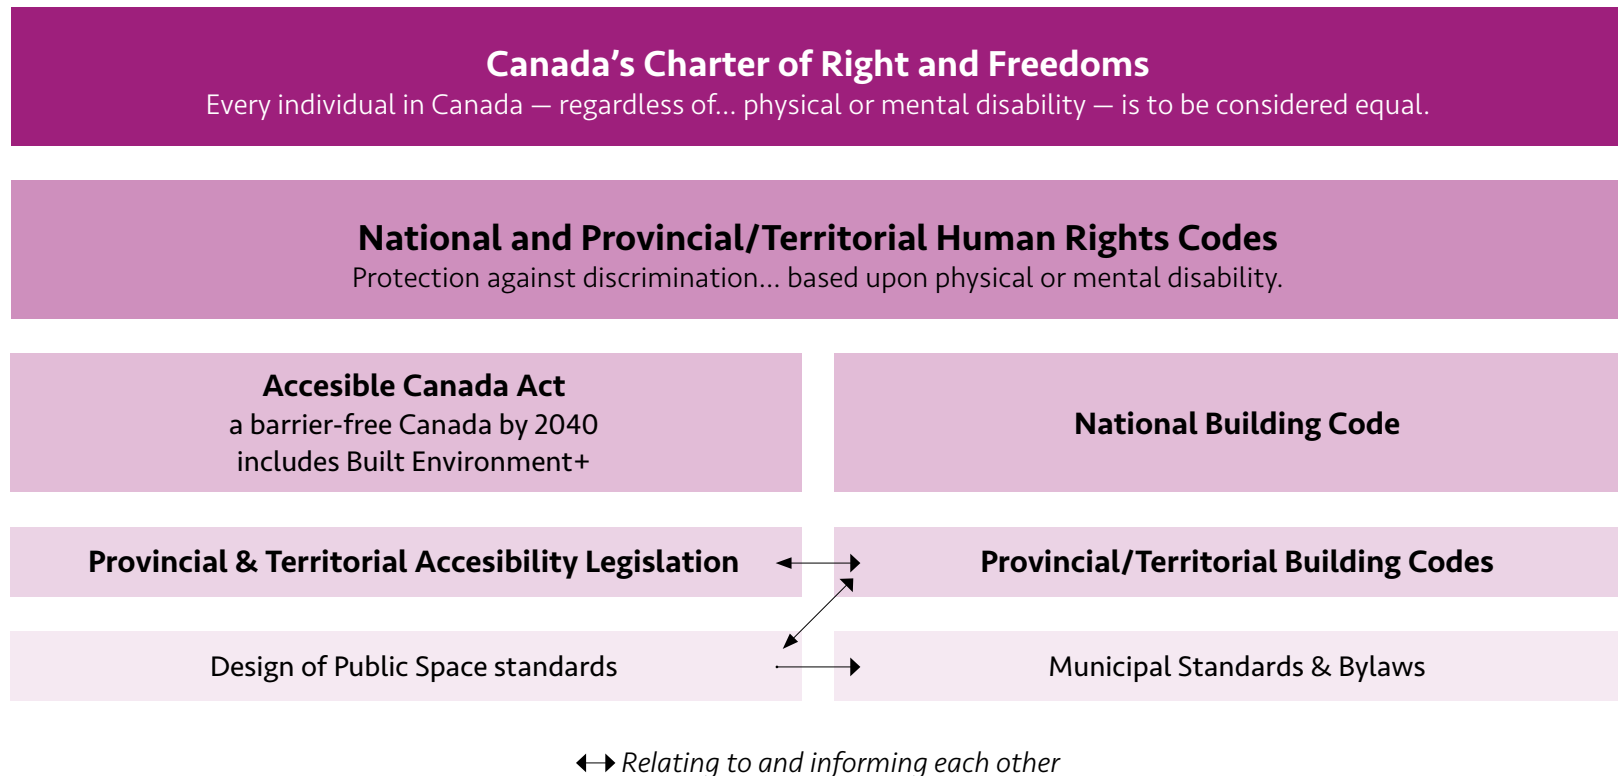 Canada’s Charter of Right and Freedoms
Every individual in Canada — regardless of... physical or mental disability — is to be considered equal.
National and Provincial/Territorial Human Rights Codes
Protection against discrimination... based upon physical or mental disability.
Accesible Canada Act
a barrier-free Canada by 2040
includes Built Environment+
National Building Code
Provincial & Territorial Accesibility Legislation
Provincial/Territorial Building Codes
Design of Public Space standards
Municipal Standards & Bylaws
Relating to and informing each other